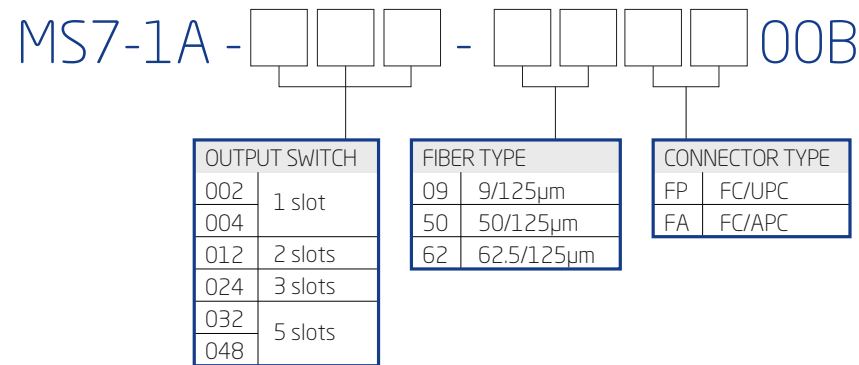 MS7-1A - - 00B
OUTPUT SWITCH
002
1 slot
004
012 2 slots
024 3 slots
032
5 slots
048
FIBER TYPE
09 9/125µm
50 50/125µm
62 62.5/125µm
CONNECTOR TYPE
FP FC/UPC
FA FC/APC